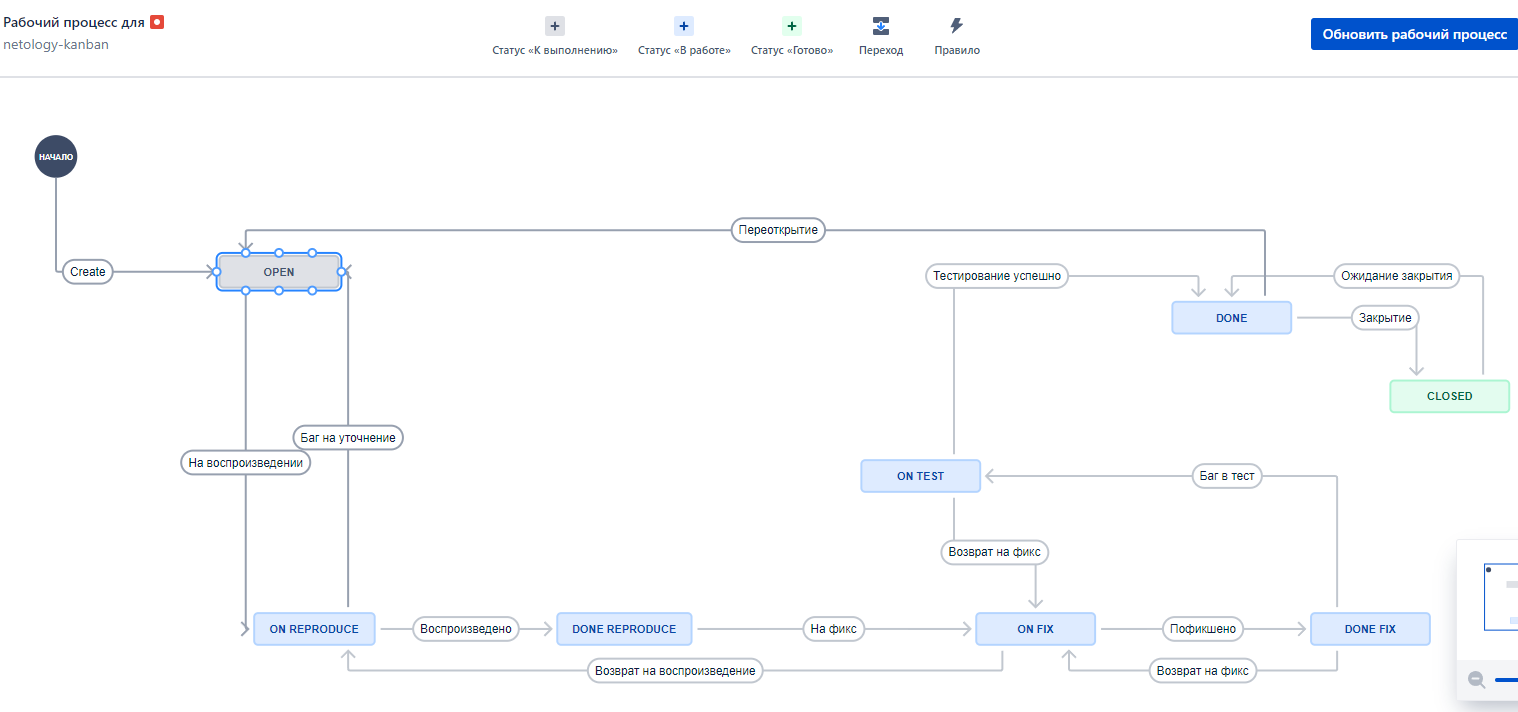 Рабочий процесс для
netology-kanban
Статус «К выполнению»
Статус «В работе»
Статус «Готово»
Переход
Правило
Обновить рабочий процесс
НАЧАЛО
Переоткрытие
Create
OPEN
Тестирование успешно
Ожидание закрытия
DONE
Закрытие
CLOSED
Баг на уточнение
На воспроизведении
ON TEST
Баг в тест
Возврат на фикс
ON REPRODUCE
Воспроизведено
DONE REPRODUCE
На фикс
ON FIX
Пофикшено
DONE FIX
Возврат на воспроизведение
Возврат на фикс